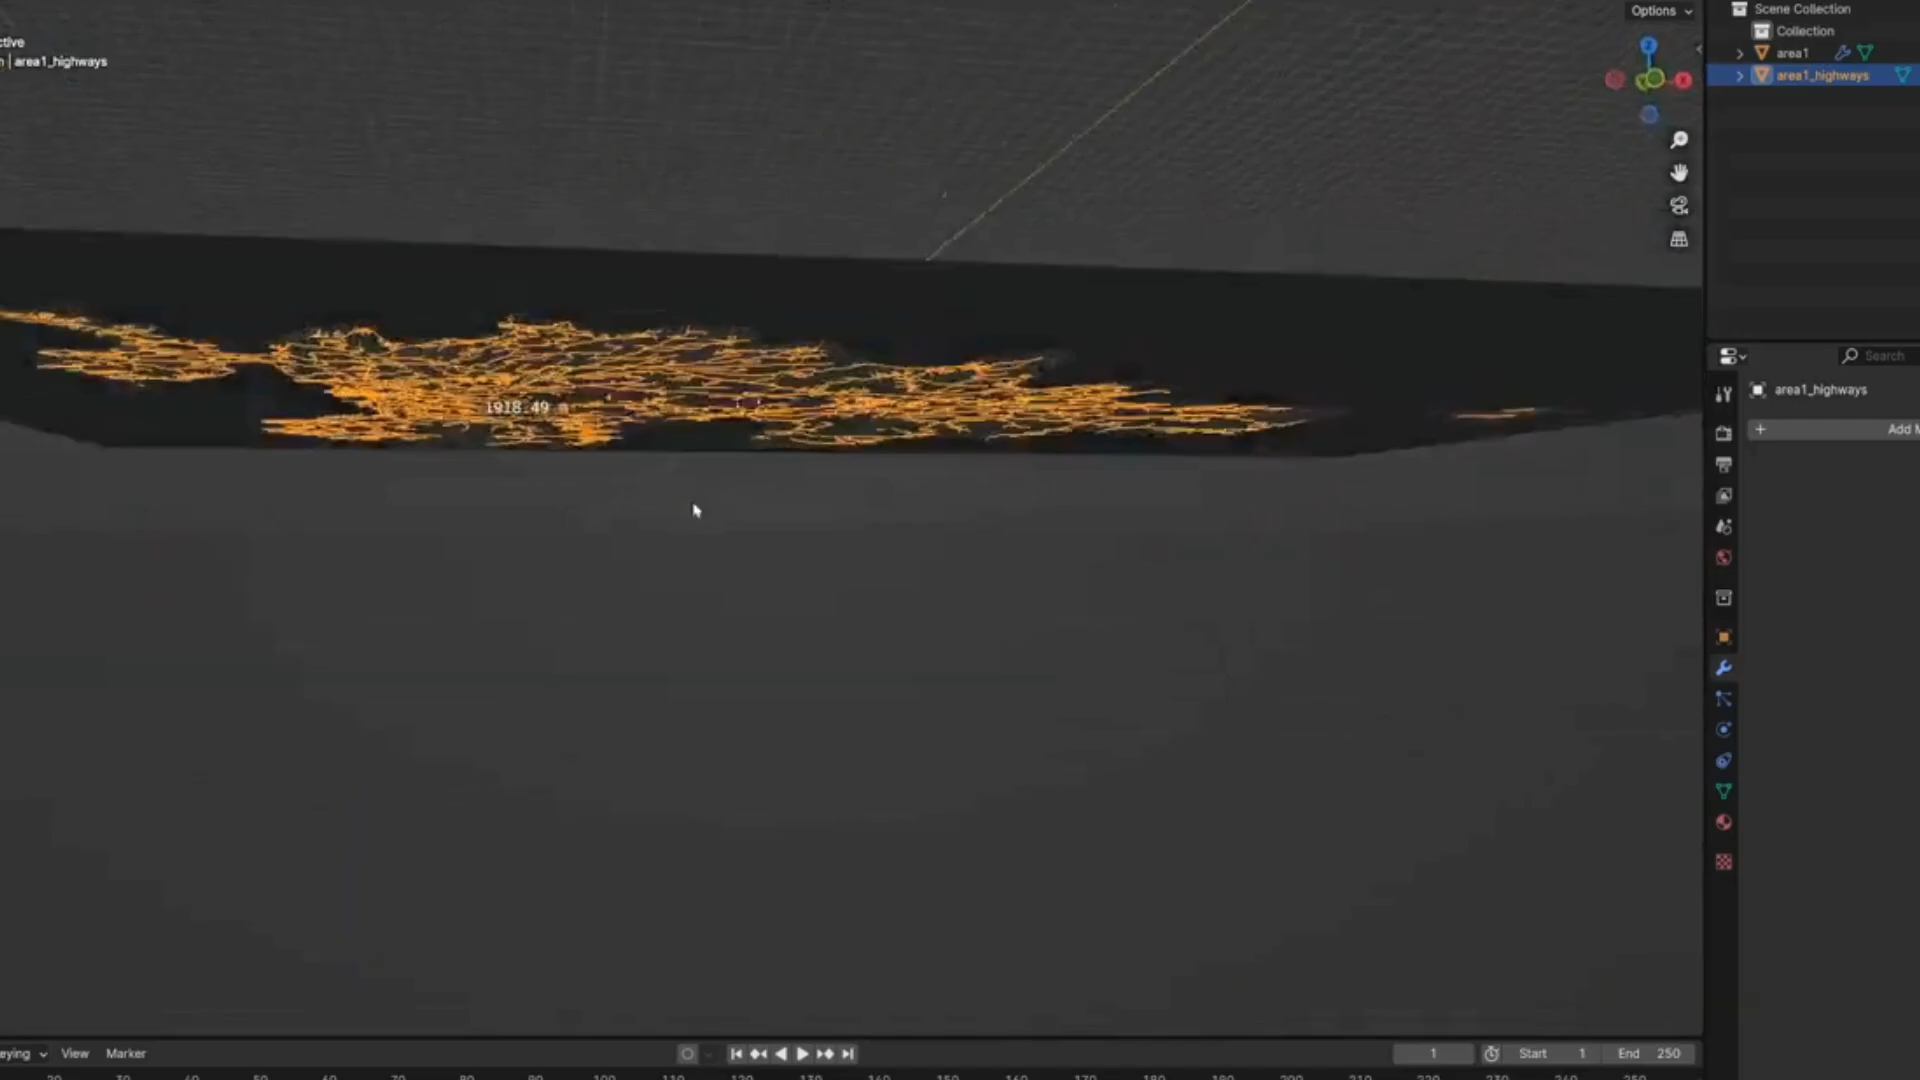 Options
Scene Collection
ctive
Collection
area1
| area1_highways
area1_highways
Search
area1_highways
1918.49 m
Add M
eying
View
Marker
1
Start
1
End
250